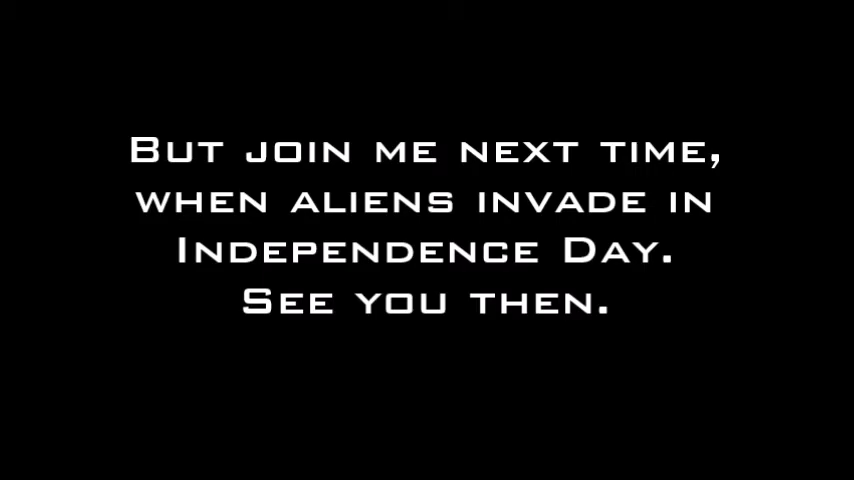 But join me next time,
when aliens invade in
Independence Day.
See you then.